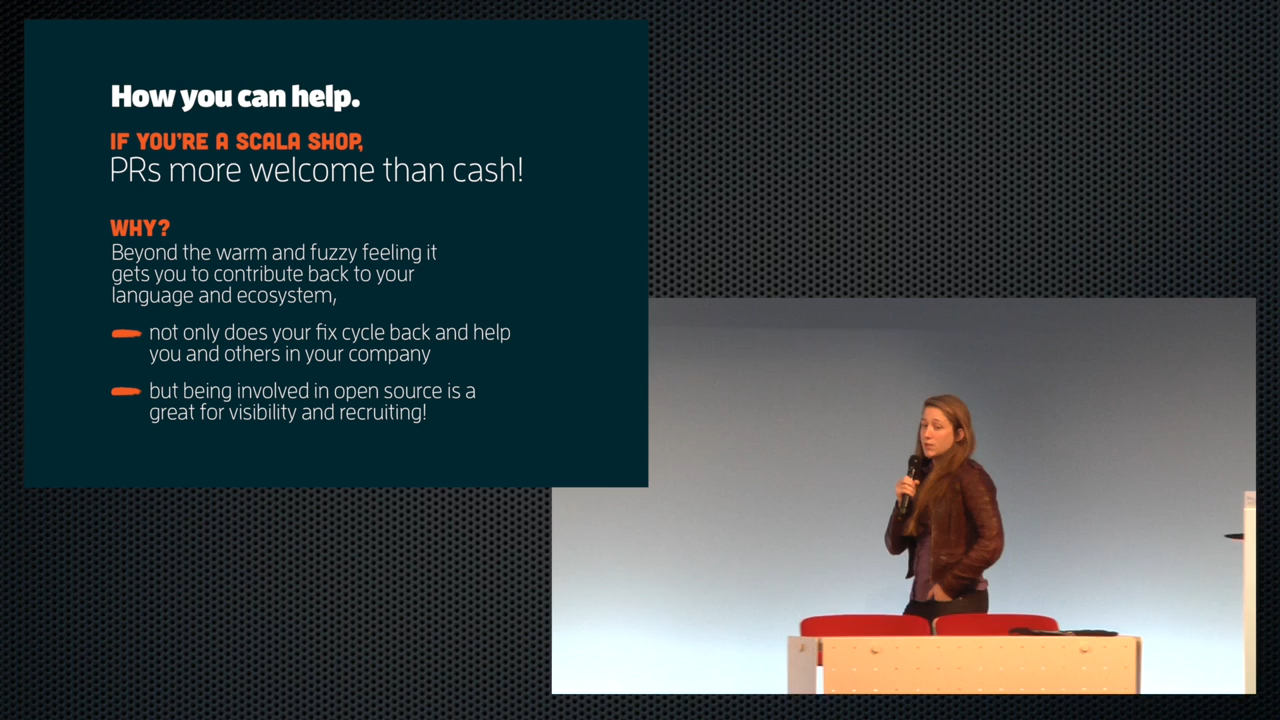 How you can help.
IF YOU'RE A SCALA SHOP,
PRs more welcome than cash!
WHY?
Beyond the warm and fuzzy feeling it
gets you to contribute back to your
language and ecosystem,
not only does your fix cycle back and help
you and others in your company
but being involved in open source is a
great for visibility and recruiting!